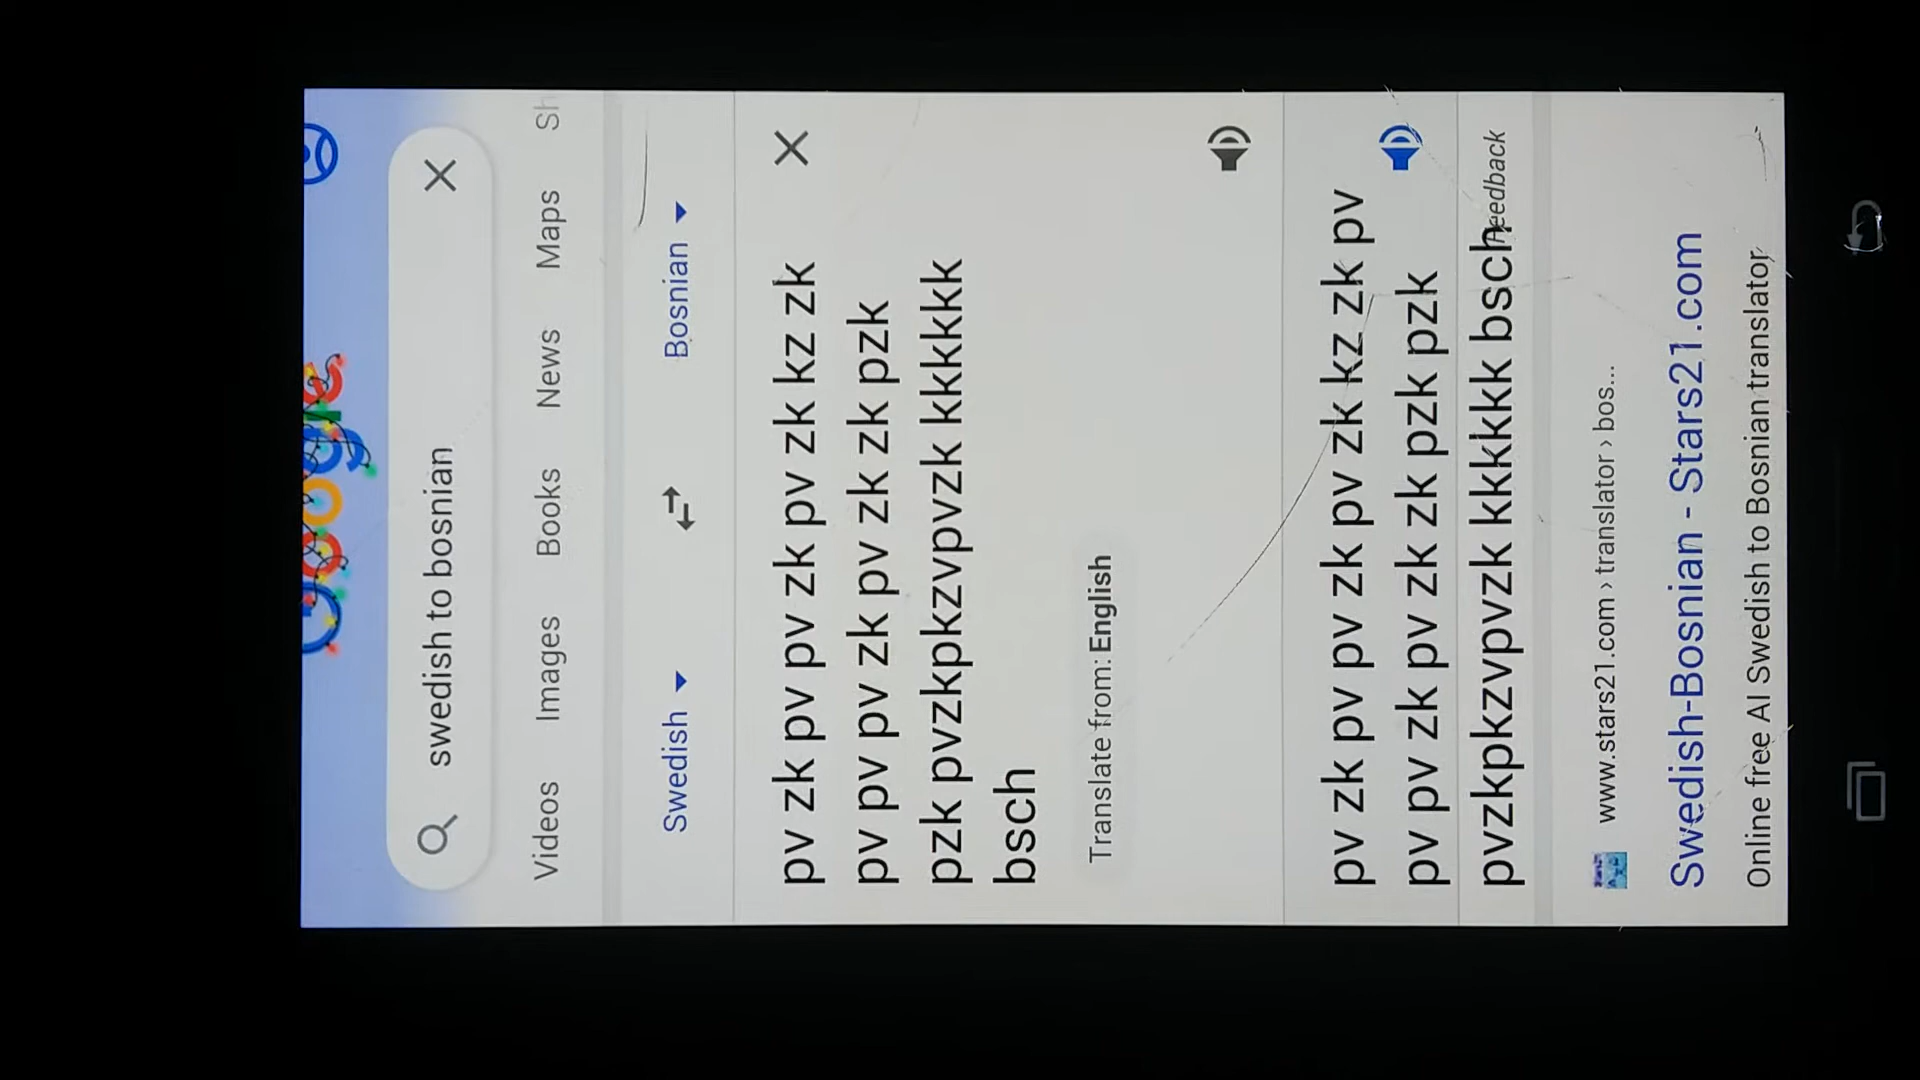 Google
swedish to bosnian
Videos Images Books News Maps Sh
Swedish Bosnian
pv zk pv pv zk pv zk kz zk
pv pv pv zk pv zk zk pzk
pzk pvzkpkzvpvzk kkkkkk
bsch
Translate from: English
pv zk pv pv zk pv zk kz zk pv
pv pv zk pv zk zk pzk pzk
pvzkpkzvpvzk kkkkkk bsch
Feedback
www.stars21.com › translator › bos...
Swedish-Bosnian - Stars21.com
Online free AI Swedish to Bosnian translator